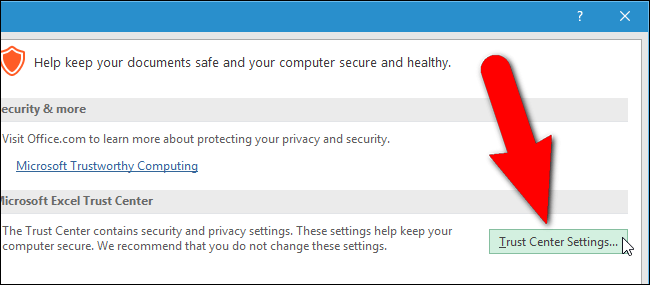 ?
Help keep your documents safe and your computer secure and healthy.
ecurity & more
Visit Office.com to learn more about protecting your privacy and security.
Microsoft Trustworthy Computing
Microsoft Excel Trust Center
The Trust Center contains security and privacy settings. These settings help keep your
computer secure. We recommend that you do not change these settings.
Trust Center Settings...